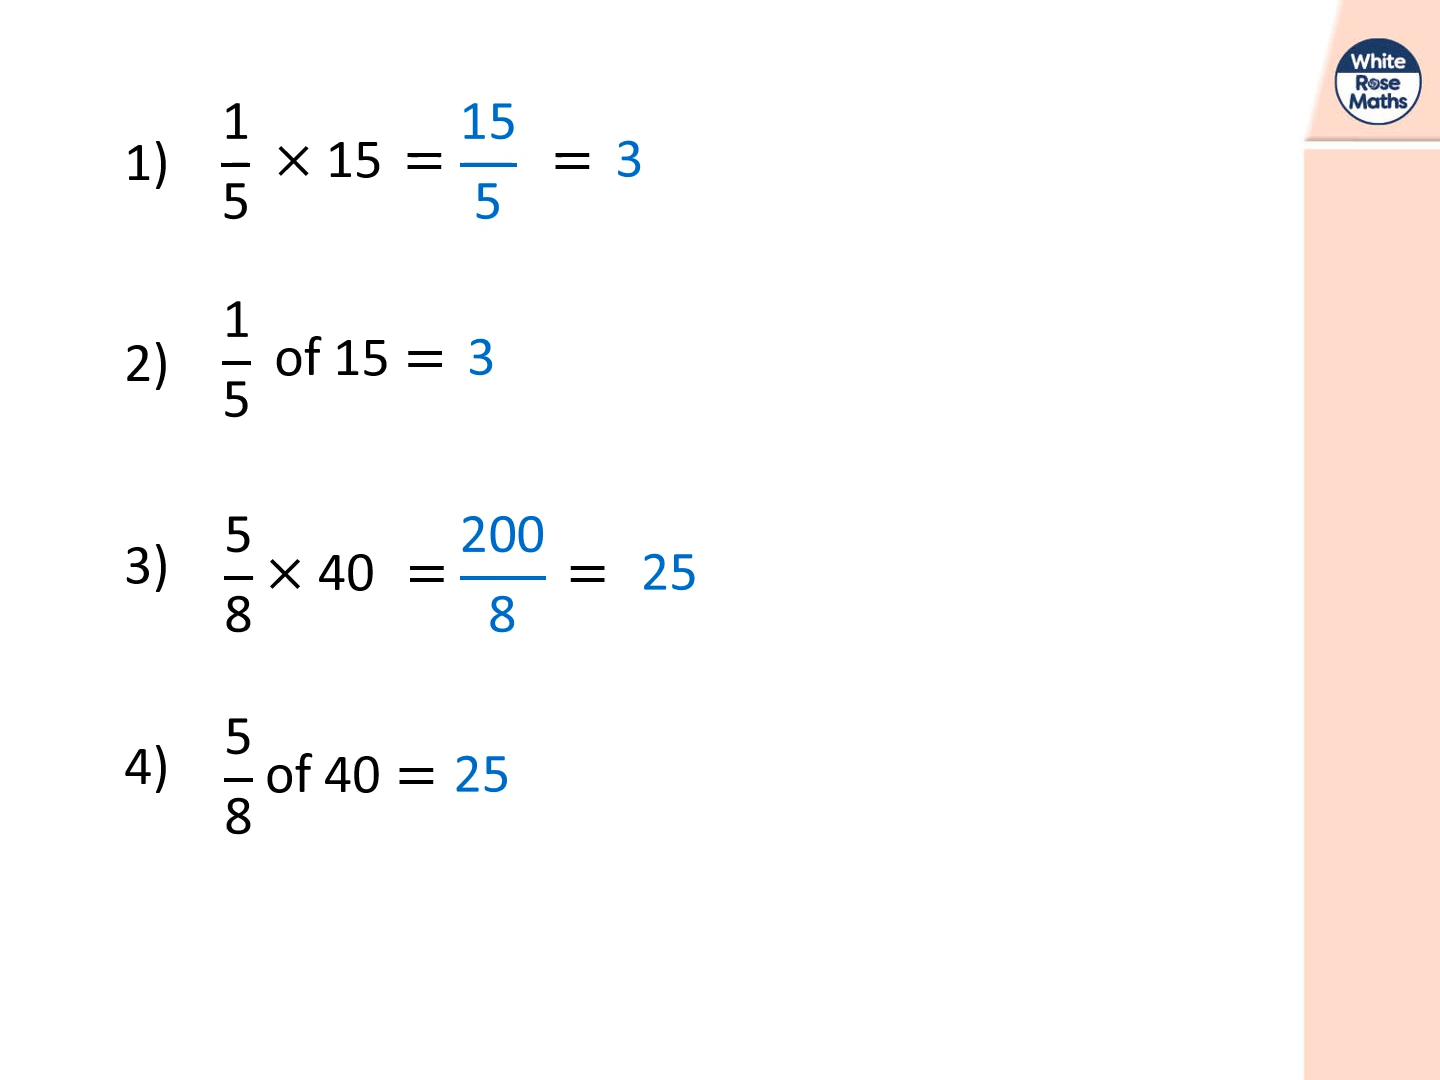 1) 1/5 × 15 = 15/5 = 3
2) 1/5 of 15 = 3
3) 5/8 × 40 = 200/8 = 25
4) 5/8 of 40 = 25
White
Rose
Maths